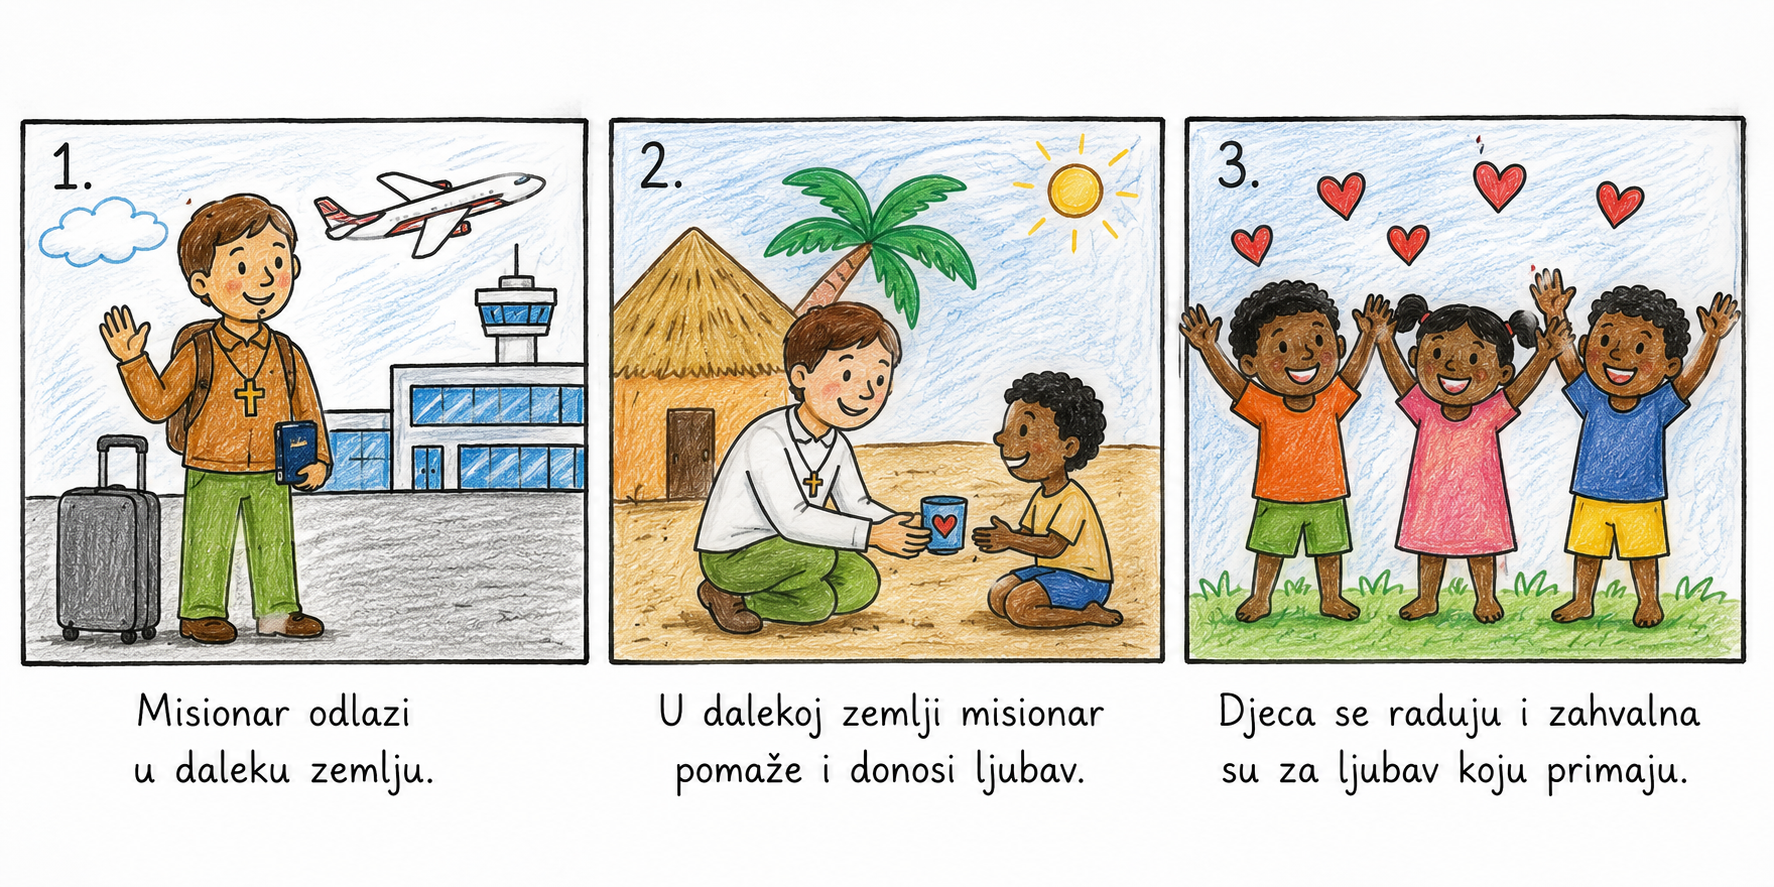 1.
Misionar odlazi
u daleku zemlju.
2.
U dalekoj zemlji misionar
pomaže i donosi ljubav.
3.
Djeca se raduju i zahvalna
su za ljubav koju primaju.